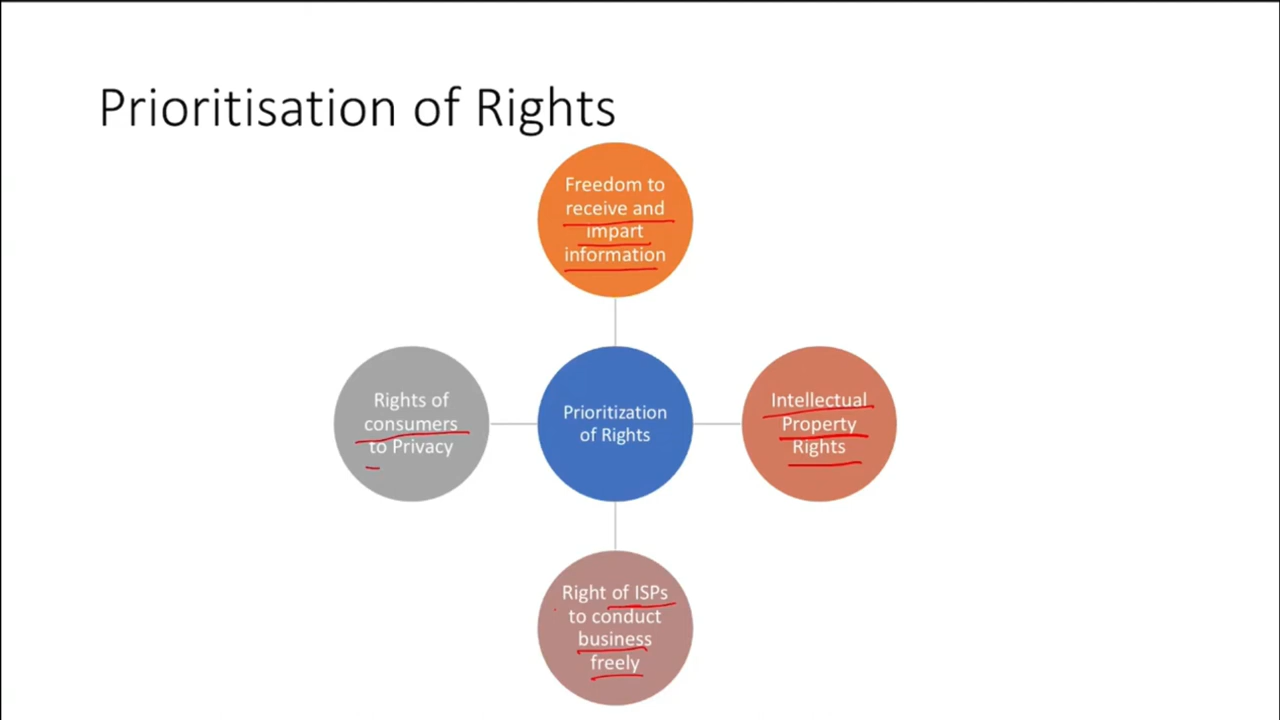 Prioritisation of Rights
Freedom to
receive and
impart
information
Rights of
consumers
to Privacy
Prioritization
of Rights
Intellectual
Property
Rights
Right of ISPs
to conduct
business
freely